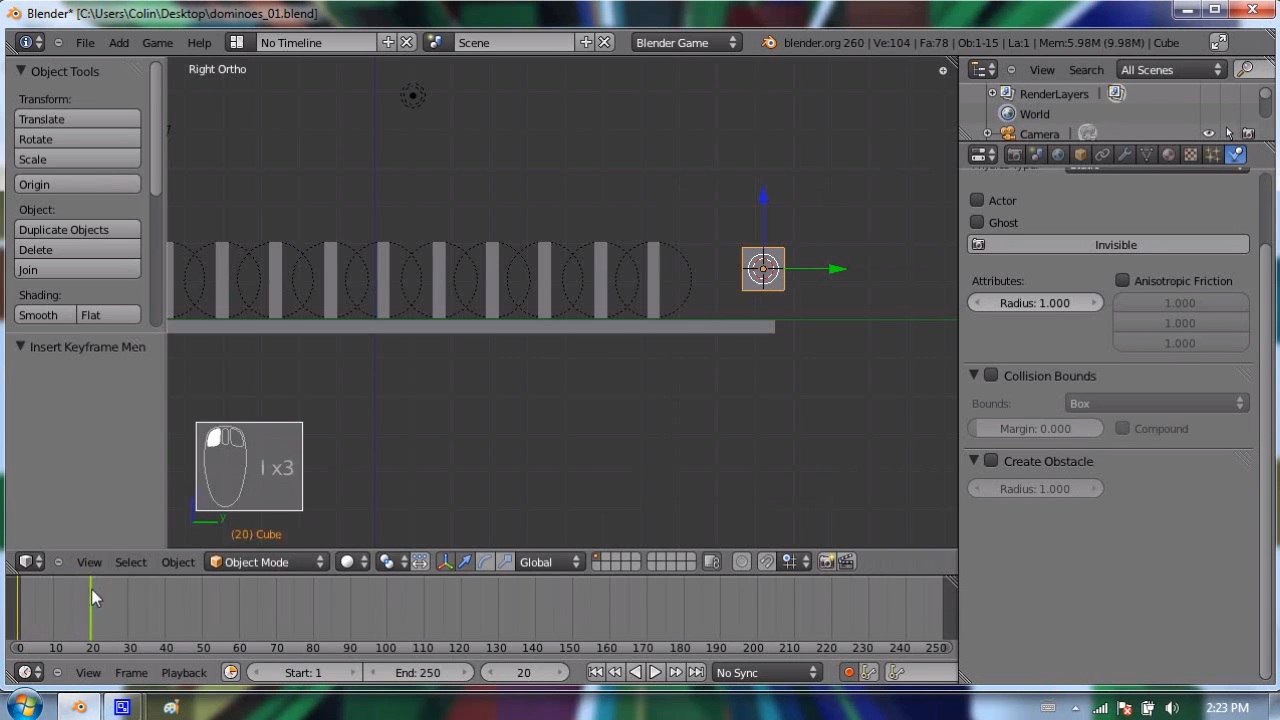 Blender* [C:\Users\Colin\Desktop\dominoes_01.blend]
File Add Game Help No Timeline Scene Blender Game blender.org 260 | Ve:104 | Fa:78 | Ob:1-15 | La:1 | Mem:5.98M (9.98M) | Cube
Object Tools
Transform:
Translate
Rotate
Scale
Origin
Object:
Duplicate Objects
Delete
Join
Shading:
Smooth Flat
Insert Keyframe Men
Right Ortho
I x3
y
(20) Cube
View Search All Scenes
RenderLayers
World
Camera
Actor
Ghost
Invisible
Attributes: Anisotropic Friction
Radius: 1.000 1.000
1.000
1.000
Collision Bounds
Bounds: Box
Margin: 0.000 Compound
Create Obstacle
Radius: 1.000
View Select Object Object Mode Global
0 10 20 30 40 50 60 70 80 90 100 110 120 130 140 150 160 170 180 190 200 210 220 230 240 250
View Frame Playback Start: 1 End: 250 20 No Sync
2:23 PM